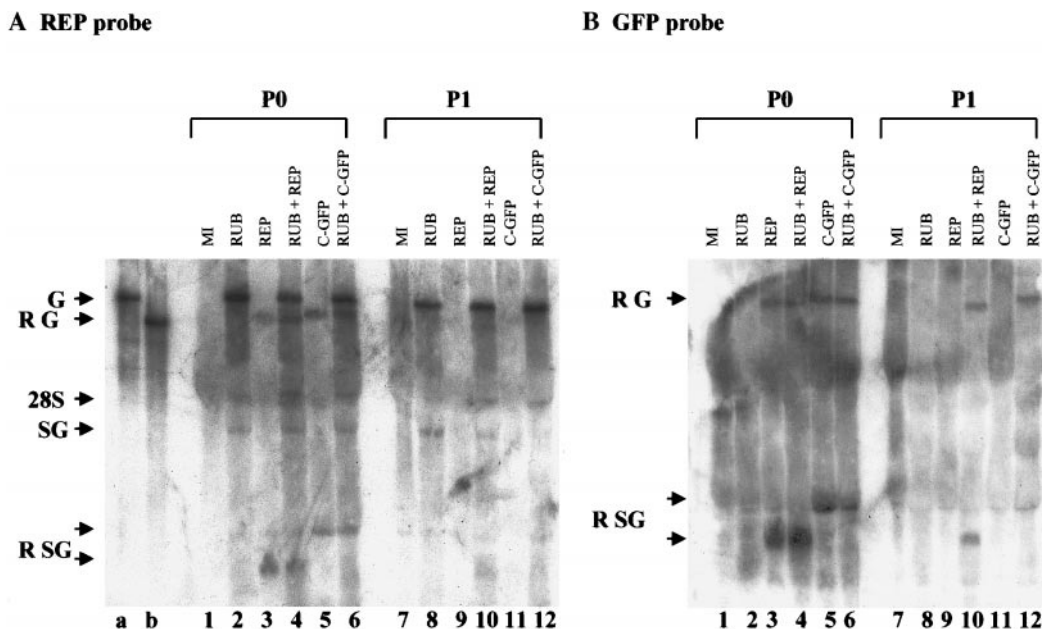 A REP probe
B GFP probe
P0
P1
P0
P1
MI
RUB
REP
RUB + REP
C-GFP
RUB + C-GFP
MI
RUB
REP
RUB + REP
C-GFP
RUB + C-GFP
MI
RUB
REP
RUB + REP
C-GFP
RUB + C-GFP
MI
RUB
REP
RUB + REP
C-GFP
RUB + C-GFP
G
R G
28S
SG
R SG
R G
R SG
a b 1 2 3 4 5 6 7 8 9 10 11 12
1 2 3 4 5 6 7 8 9 10 11 12